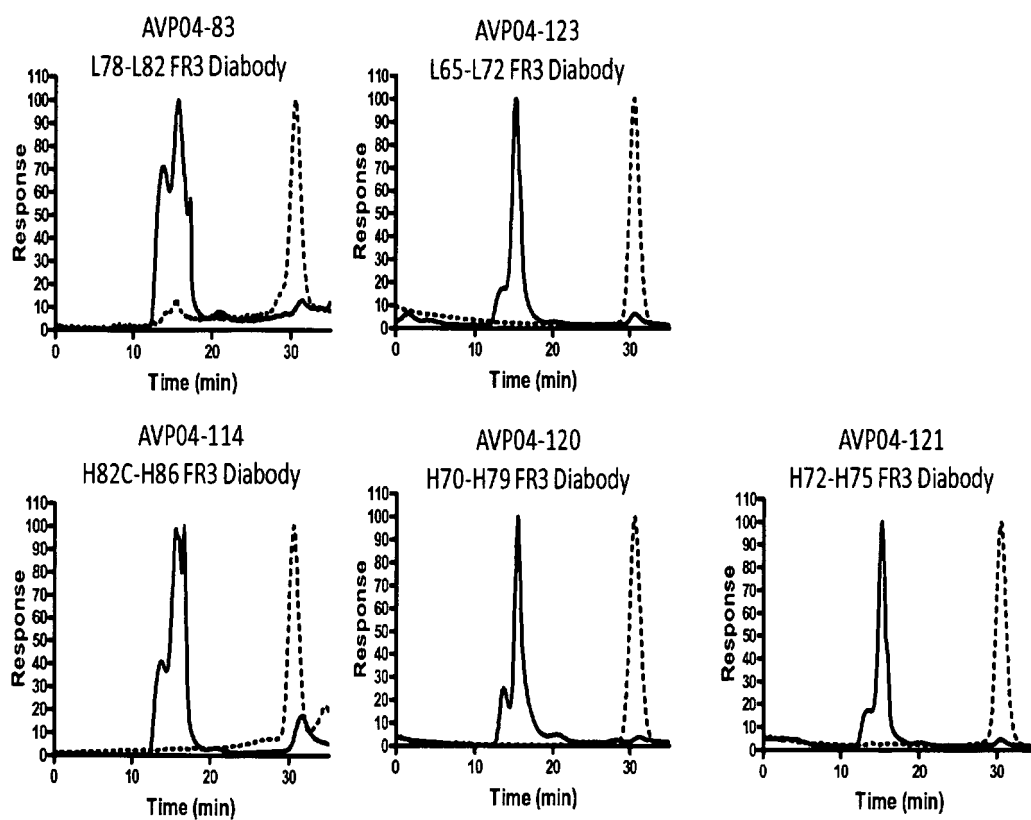 AVP04-83
L78-L82 FR3 Diabody
110
100
90
80
70
60
50
40
30
20
10
0
Response
0 10 20 30
Time (min)
AVP04-123
L65-L72 FR3 Diabody
110
100
90
80
70
60
50
40
30
20
10
0
Response
0 10 20 30
Time (min)
AVP04-114
H82C-H86 FR3 Diabody
110
100
90
80
70
60
50
40
30
20
10
0
Response
0 10 20 30
Time (min)
AVP04-120
H70-H79 FR3 Diabody
110
100
90
80
70
60
50
40
30
20
10
0
Response
0 10 20 30
Time (min)
AVP04-121
H72-H75 FR3 Diabody
110
100
90
80
70
60
50
40
30
20
10
0
Response
0 10 20 30
Time (min)